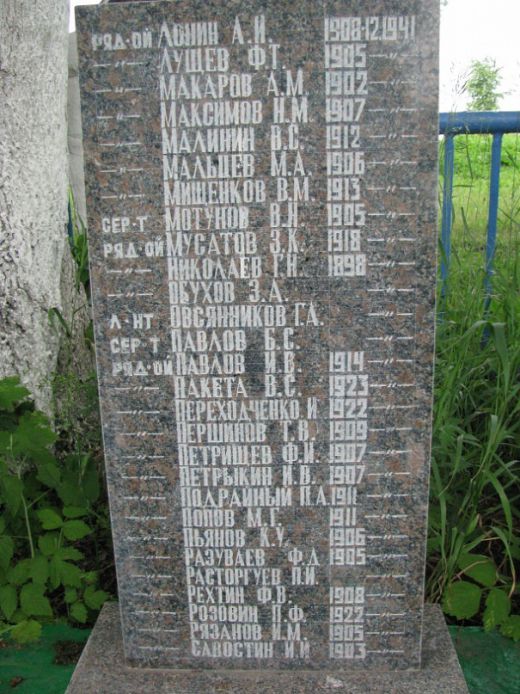 РЯД-ОЙ ЛОНИН А.И. 1908-12.1941
—"— ЛУЩЕВ Ф.Т. 1905 —"—
—"— МАКАРОВ А.М. 1902 —"—
—"— МАКСИМОВ И.М. 1907 —"—
—"— МАЛИНИН В.С. 1912 —"—
—"— МАЛЬЦЕВ М.А. 1906 —"—
—"— МИЩЕНКОВ В.М. 1913 —"—
СЕР-Т МОТУНОВ В.И. 1905 —"—
РЯД-ОЙ МУСАТОВ З.К. 1918 —"—
—"— НИКОЛАЕВ Г.Н. 1898 —"—
ОБУХОВ З.А.
Л-НТ ОВСЯННИКОВ Г.А.
СЕР-Т ПАВЛОВ Б.С.
РЯД-ОЙ ПАВЛОВ И.В. 1914 —"—
—"— ПАКЕТА В.С. 1923 —"—
—"— ПЕРЕХОДЧЕНКО И. 1922 —"—
—"— ПЕРШИКОВ Г.В. 1909 —"—
—"— ПЕТРИЩЕВ Ф.И. 1907 —"—
—"— ПЕТРЫКИН И.В. 1907 —"—
—"— ПОДРАЙНЫЙ П.А. 1911 —"—
—"— ПОПОВ М.Г. 1911 —"—
—"— ПЬЯНОВ К.У. 1906 —"—
—"— РАЗУВАЕВ Ф.Д. 1905 —"—
—"— РАСТОРГУЕВ П.И. —"—
—"— РЕХТИН Ф.В. 1908 —"—
—"— РОЗОВИН П.Ф. 1922 —"—
—"— РЯЗАНОВ И.М. 1905 —"—
—"— САВОСТИН И.И. 1903 —"—